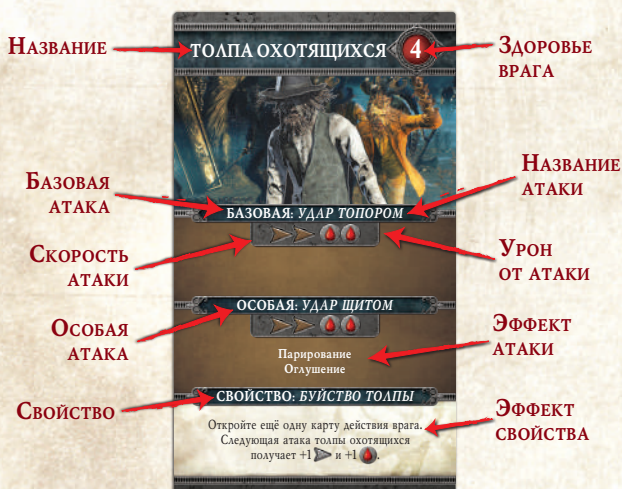 Название
ТОЛПА ОХОТЯЩИХСЯ 4
Здоровье
врага
Базовая
атака
Название
атаки
БАЗОВАЯ: УДАР ТОПОРОМ
Скорость
атаки
Урон
от атаки
ОСОБАЯ: УДАР ЩИТОМ
Особая
атака
Эффект
атаки
Парирование
Оглушение
СВОЙСТВО: БУЙСТВО ТОЛПЫ
Свойство
Эффект
свойства
Откройте ещё одну карту действия врага.
Следующая атака толпы охотящихся
получает +1 и +1 .